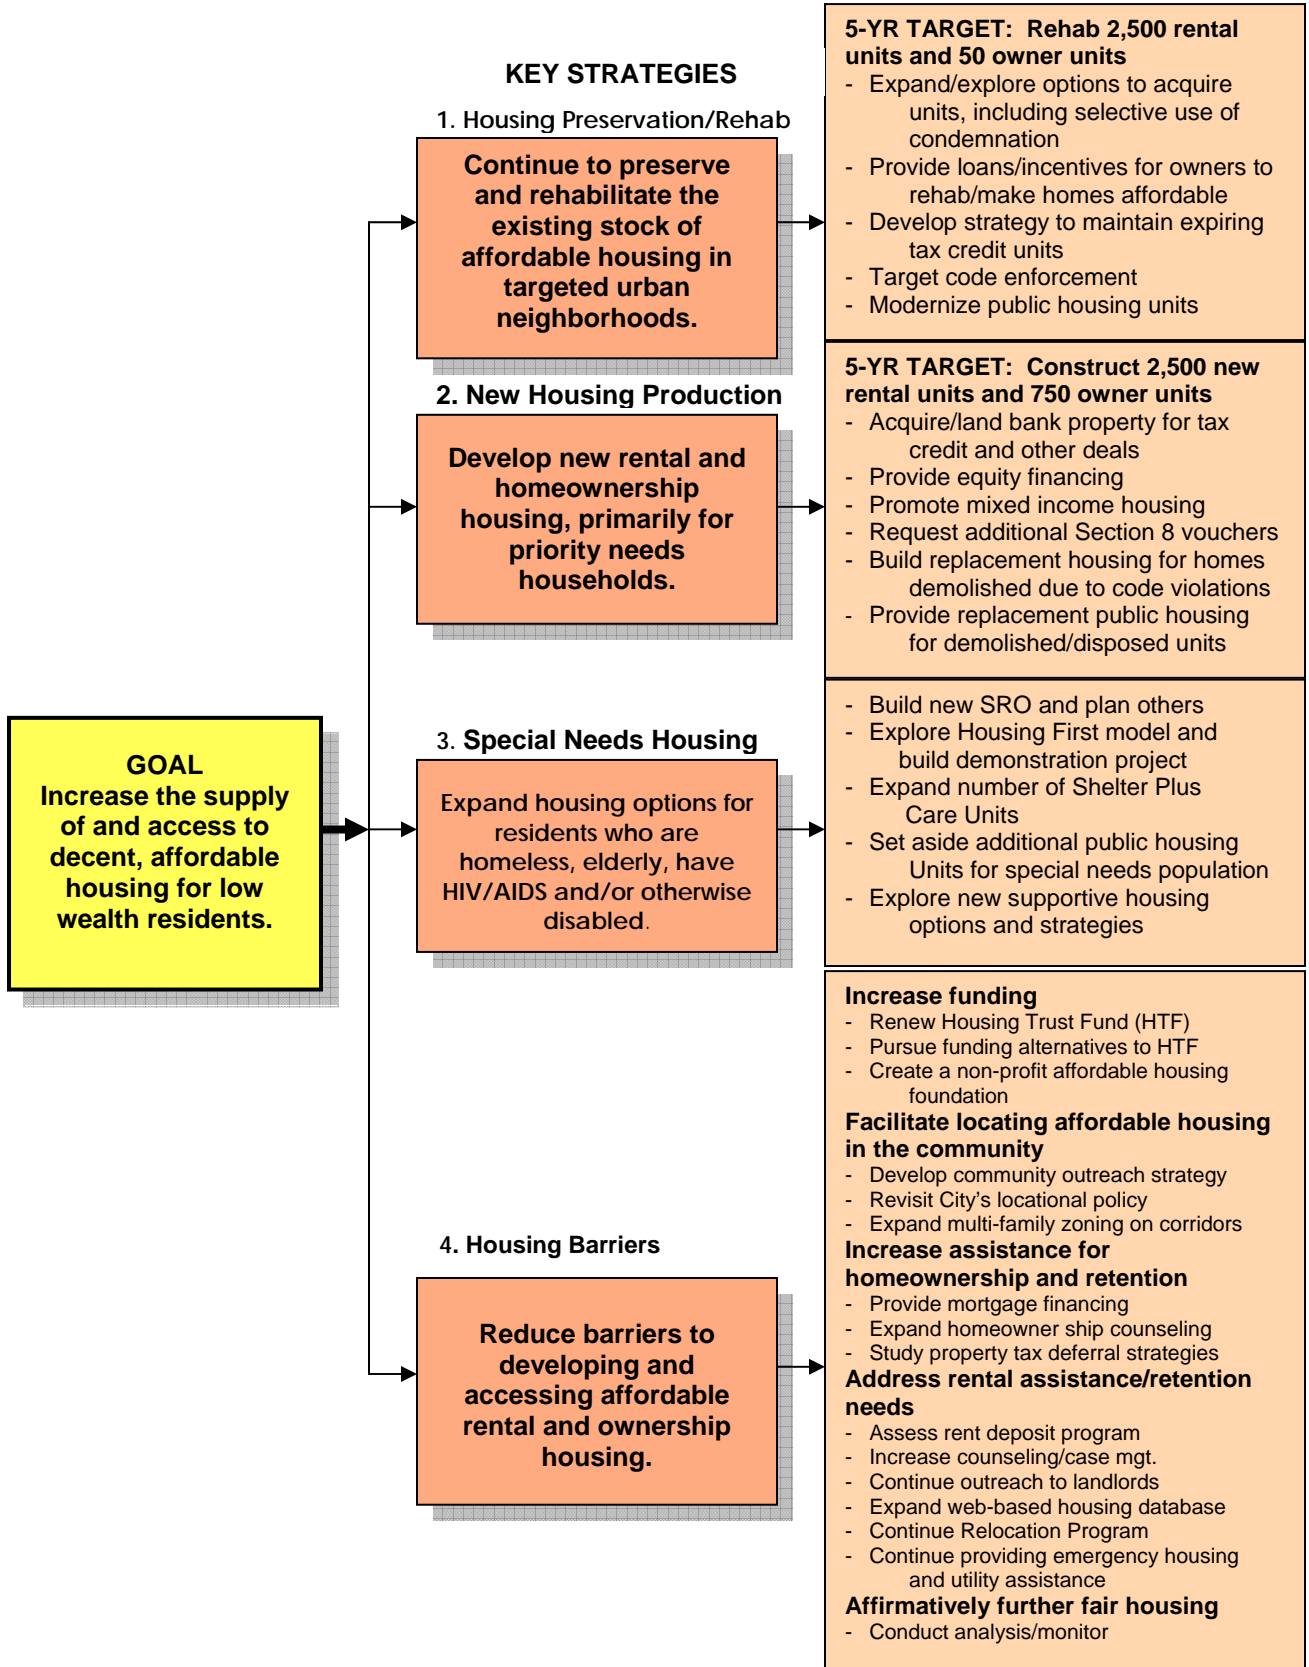 KEY STRATEGIES
1. Housing Preservation/Rehab
Continue to preserve
and rehabilitate the
existing stock of
affordable housing in
targeted urban
neighborhoods.
5-YR TARGET:  Rehab 2,500 rental
units and 50 owner units
- Expand/explore options to acquire
units, including selective use of
condemnation
- Provide loans/incentives for owners to
rehab/make homes affordable
- Develop strategy to maintain expiring
tax credit units
- Target code enforcement
- Modernize public housing units
2. New Housing Production
Develop new rental and
homeownership
housing, primarily for
priority needs
households.
5-YR TARGET:  Construct 2,500 new
rental units and 750 owner units
- Acquire/land bank property for tax
credit and other deals
- Provide equity financing
- Promote mixed income housing
- Request additional Section 8 vouchers
- Build replacement housing for homes
demolished due to code violations
- Provide replacement public housing
for demolished/disposed units
GOAL
Increase the supply
of and access to
decent, affordable
housing for low
wealth residents.
3. Special Needs Housing
Expand housing options for
residents who are
homeless, elderly, have
HIV/AIDS and/or otherwise
disabled.
- Build new SRO and plan others
- Explore Housing First model and
build demonstration project
- Expand number of Shelter Plus
Care Units
- Set aside additional public housing
Units for special needs population
- Explore new supportive housing
options and strategies
4. Housing Barriers
Reduce barriers to
developing and
accessing affordable
rental and ownership
housing.
Increase funding
- Renew Housing Trust Fund (HTF)
- Pursue funding alternatives to HTF
- Create a non-profit affordable housing
foundation
Facilitate locating affordable housing
in the community
- Develop community outreach strategy
- Revisit City's locational policy
- Expand multi-family zoning on corridors
Increase assistance for
homeownership and retention
- Provide mortgage financing
- Expand homeowner ship counseling
- Study property tax deferral strategies
Address rental assistance/retention
needs
- Assess rent deposit program
- Increase counseling/case mgt.
- Continue outreach to landlords
- Expand web-based housing database
- Continue Relocation Program
- Continue providing emergency housing
and utility assistance
Affirmatively further fair housing
- Conduct analysis/monitor